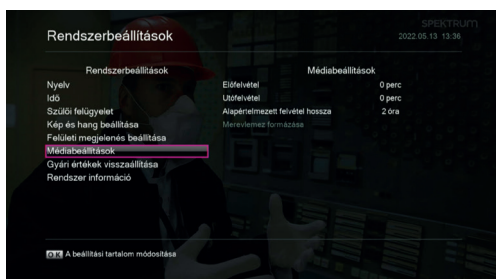 SPEKTRUM
Rendszerbeállítások
2022.05.13 13:36
Rendszerbeállítások
Médiabeállítások
Nyelv
Előfelvétel 0 perc
Idő
Utófelvétel 0 perc
Szülői felügyelet
Alapértelmezett felvétel hossza 2 óra
Kép és hang beállítása
Merevlemez formázása
Felületi megjelenés beállítása
Médiabeállítások
Gyári értékek visszaállítása
Rendszer információ
OK A beállítási tartalom módosítása